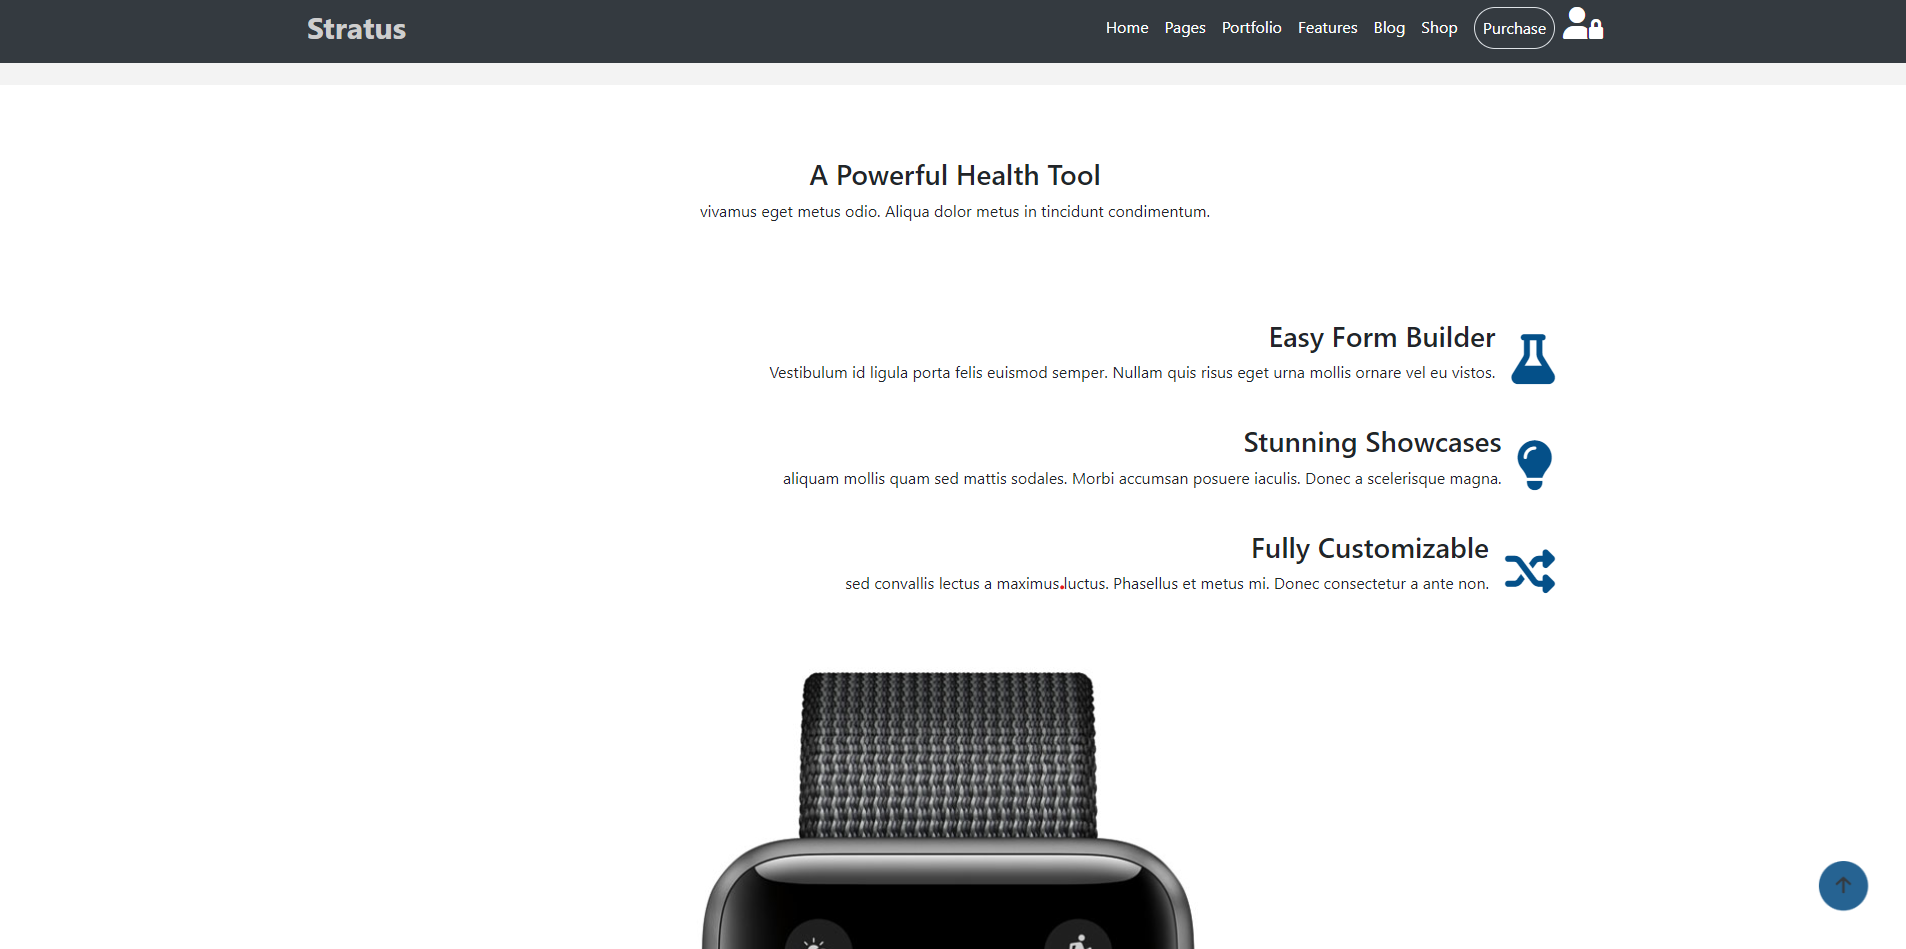 Stratus
Home Pages Portfolio Features Blog Shop Purchase
A Powerful Health Tool
vivamus eget metus odio. Aliqua dolor metus in tincidunt condimentum.
Easy Form Builder
Vestibulum id ligula porta felis euismod semper. Nullam quis risus eget urna mollis ornare vel eu vistos.
Stunning Showcases
aliquam mollis quam sed mattis sodales. Morbi accumsan posuere iaculis. Donec a scelerisque magna.
Fully Customizable
sed convallis lectus a maximus luctus. Phasellus et metus mi. Donec consectetur a ante non.